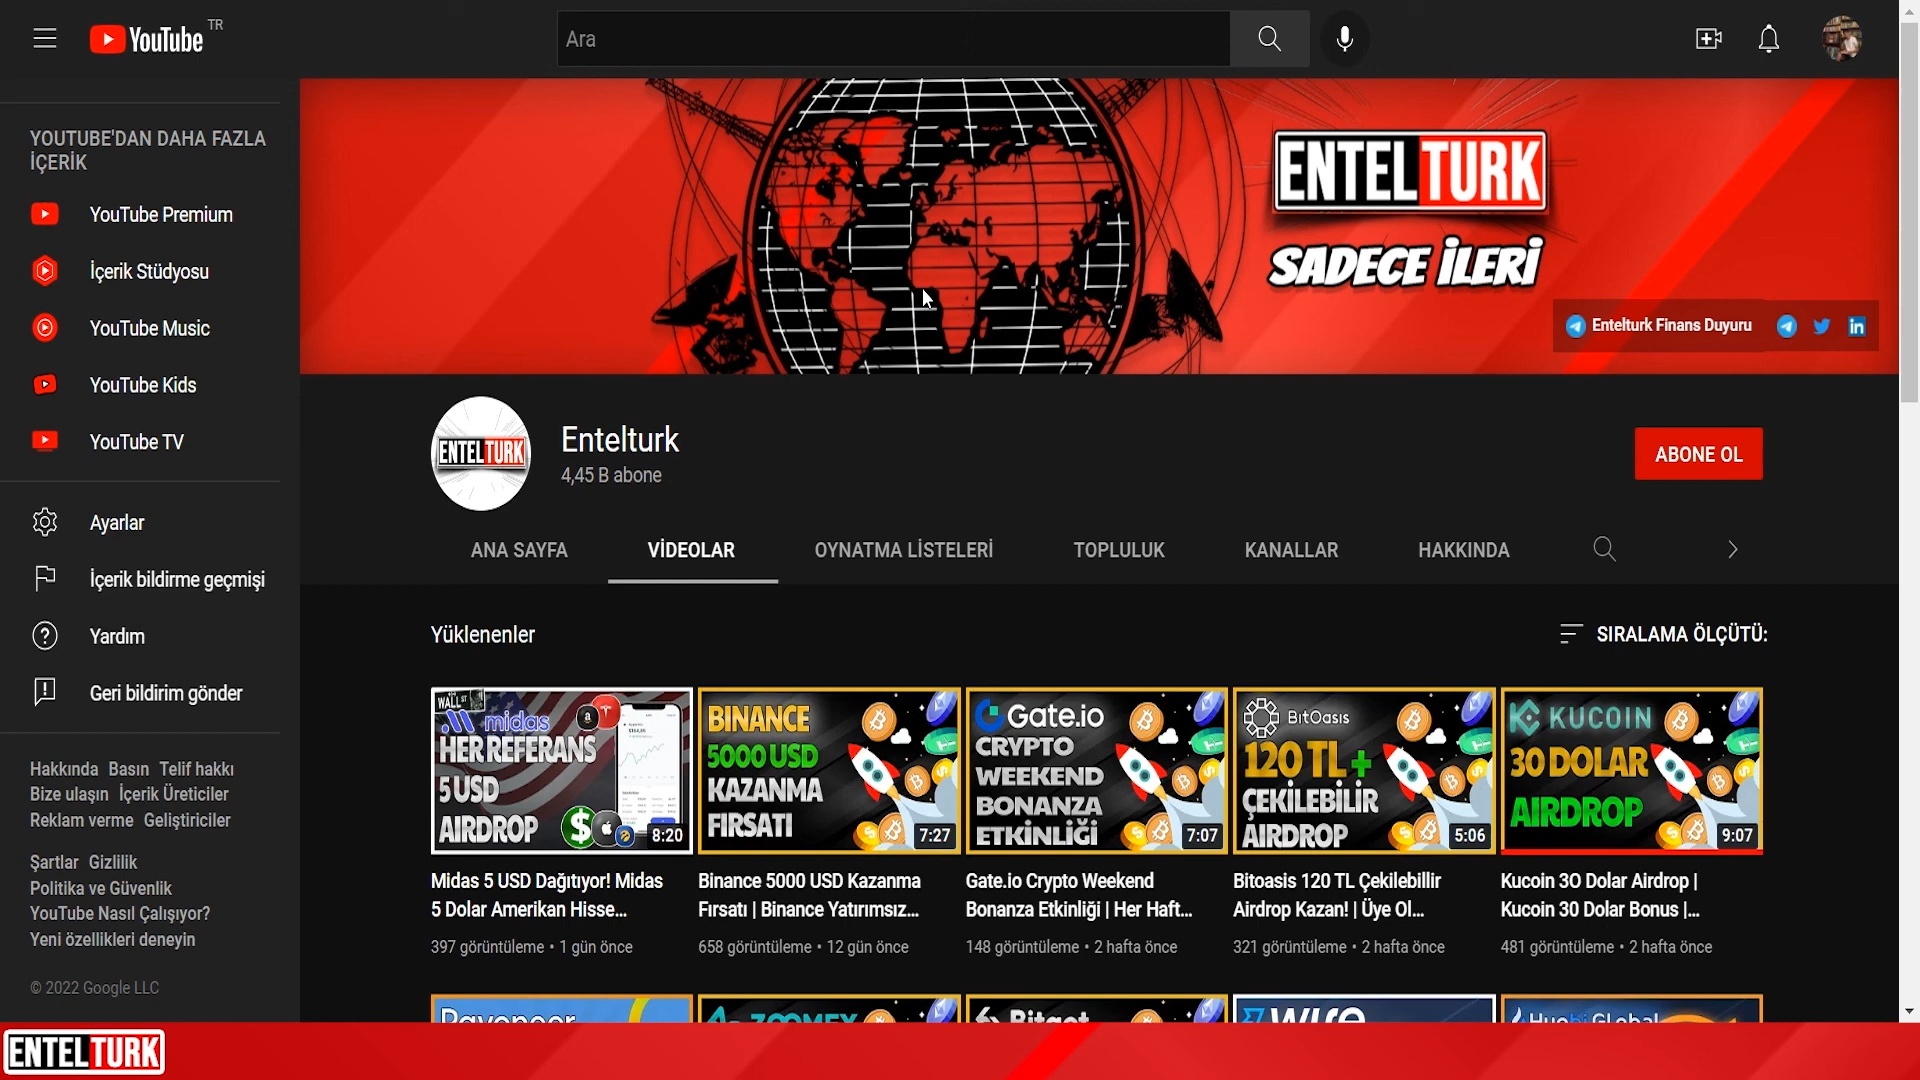 YouTube TR
Ara
YOUTUBE'DAN DAHA FAZLA
İÇERİK
YouTube Premium
İçerik Stüdyosu
YouTube Music
YouTube Kids
YouTube TV
Ayarlar
İçerik bildirme geçmişi
Yardım
Geri bildirim gönder
Hakkında Basın Telif hakkı
Bize ulaşın İçerik Üreticiler
Reklam verme Geliştiriciler
Şartlar Gizlilik
Politika ve Güvenlik
YouTube Nasıl Çalışıyor?
Yeni özellikleri deneyin
© 2022 Google LLC
ENTELTURK
SADECE İLERİ
Entelturk Finans Duyuru
ENTELTURK
Entelturk
4,45 B abone
ABONE OL
ANA SAYFA VİDEOLAR OYNATMA LİSTELERİ TOPLULUK KANALLAR HAKKINDA
Yüklenenler
SIRALAMA ÖLÇÜTÜ:
WALL ST
midas
HER REFERANS
5 USD
AIRDROP
8:20
BINANCE
5000 USD
KAZANMA
FIRSATI
7:27
Gate.io
CRYPTO
WEEKEND
BONANZA
ETKİNLİĞİ
7:07
BitOasis
120 TL +
ÇEKİLEBİLİR
AIRDROP
5:06
KUCOIN
30 DOLAR
AIRDROP
9:07
Midas 5 USD Dağıtıyor! Midas
5 Dolar Amerikan Hisse...
397 görüntüleme • 1 gün önce
Binance 5000 USD Kazanma
Fırsatı | Binance Yatırımsız...
658 görüntüleme • 12 gün önce
Gate.io Crypto Weekend
Bonanza Etkinliği | Her Haft...
148 görüntüleme • 2 hafta önce
Bitoasis 120 TL Çekilebillir
Airdrop Kazan! | Üye Ol...
321 görüntüleme • 2 hafta önce
Kucoin 30 Dolar Airdrop |
Kucoin 30 Dolar Bonus |...
481 görüntüleme • 2 hafta önce
Payoneer
ZOOMEX
Bitget
Wise
Huobi Global
ENTELTURK